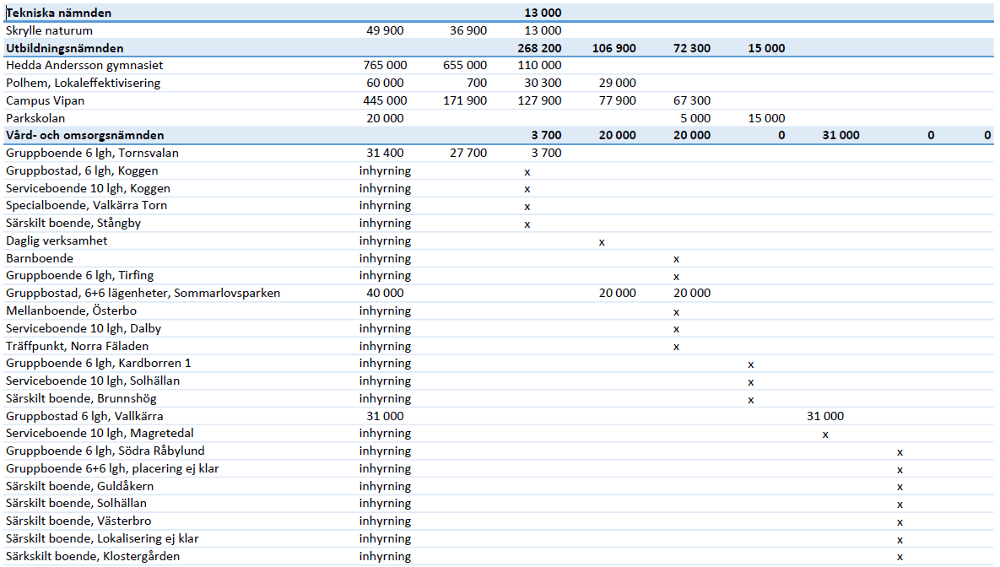 Tekniska nämnden 13 000
Skrylle naturum 49 900 36 900 13 000
Utbildningsnämnden 268 200 106 900 72 300 15 000
Hedda Andersson gymnasiet 765 000 655 000 110 000
Polhem, Lokaleffektivisering 60 000 700 30 300 29 000
Campus Vipan 445 000 171 900 127 900 77 900 67 300
Parkskolan 20 000 5 000 15 000
Vård- och omsorgsnämnden 3 700 20 000 20 000 0 31 000 0 0
Gruppboende 6 lgh, Tornsvalan 31 400 27 700 3 700
Gruppbostad, 6 lgh, Koggen inhyrning x
Serviceboende 10 lgh, Koggen inhyrning x
Specialboende, Valkärra Torn inhyrning x
Särskilt boende, Stångby inhyrning x
Daglig verksamhet inhyrning x
Barnboende inhyrning x
Gruppboende 6 lgh, Tirfing inhyrning x
Gruppbostad, 6+6 lägenheter, Sommarlovsparken 40 000 20 000 20 000
Mellanboende, Österbo inhyrning x
Serviceboende 10 lgh, Dalby inhyrning x
Träffpunkt, Norra Fäladen inhyrning x
Gruppboende 6 lgh, Kardborren 1 inhyrning x
Serviceboende 10 lgh, Solhällan inhyrning x
Särskilt boende, Brunnshög inhyrning x
Gruppbostad 6 lgh, Vallkärra 31 000 31 000
Serviceboende 10 lgh, Magretedal inhyrning x
Gruppboende 6 lgh, Södra Råbylund inhyrning x
Gruppboende 6+6 lgh, placering ej klar inhyrning x
Särskilt boende, Guldåkern inhyrning x
Särskilt boende, Solhällan inhyrning x
Särskilt boende, Västerbro inhyrning x
Särskilt boende, Lokalisering ej klar inhyrning x
Särkskilt boende, Klostergården inhyrning x